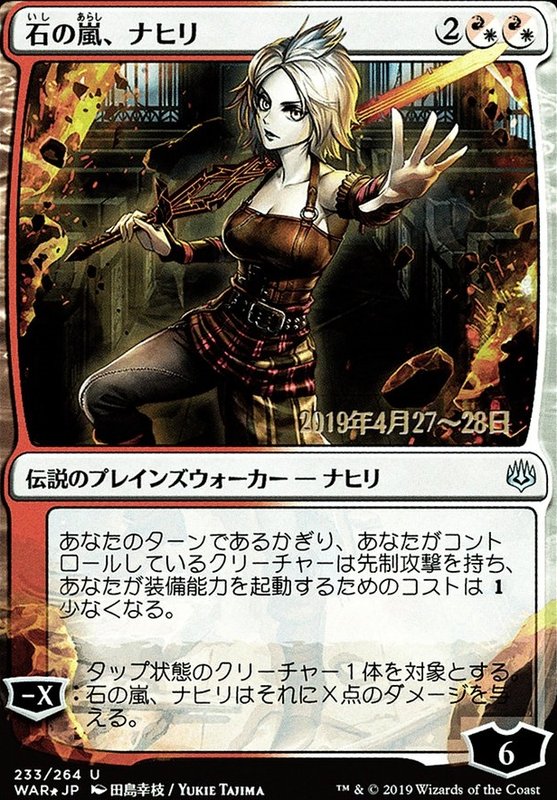 いし あらし
石の嵐、ナヒリ 2
2019年4月27~28日
伝説のプレインズウォーカー — ナヒリ
あなたのターンであるかぎり、あなたがコント
ロールしているクリーチャーは先制攻撃を持ち、
あなたが装備能力を起動するためのコストは 1
少なくなる。
-X : タップ状態のクリーチャー1体を対象とする。
石の嵐、ナヒリはそれにX点のダメージを与
える。
6
233/264 U
WAR★JP 田島幸枝 / YUKIE TAJIMA
™ & © 2019 Wizards of the Coast